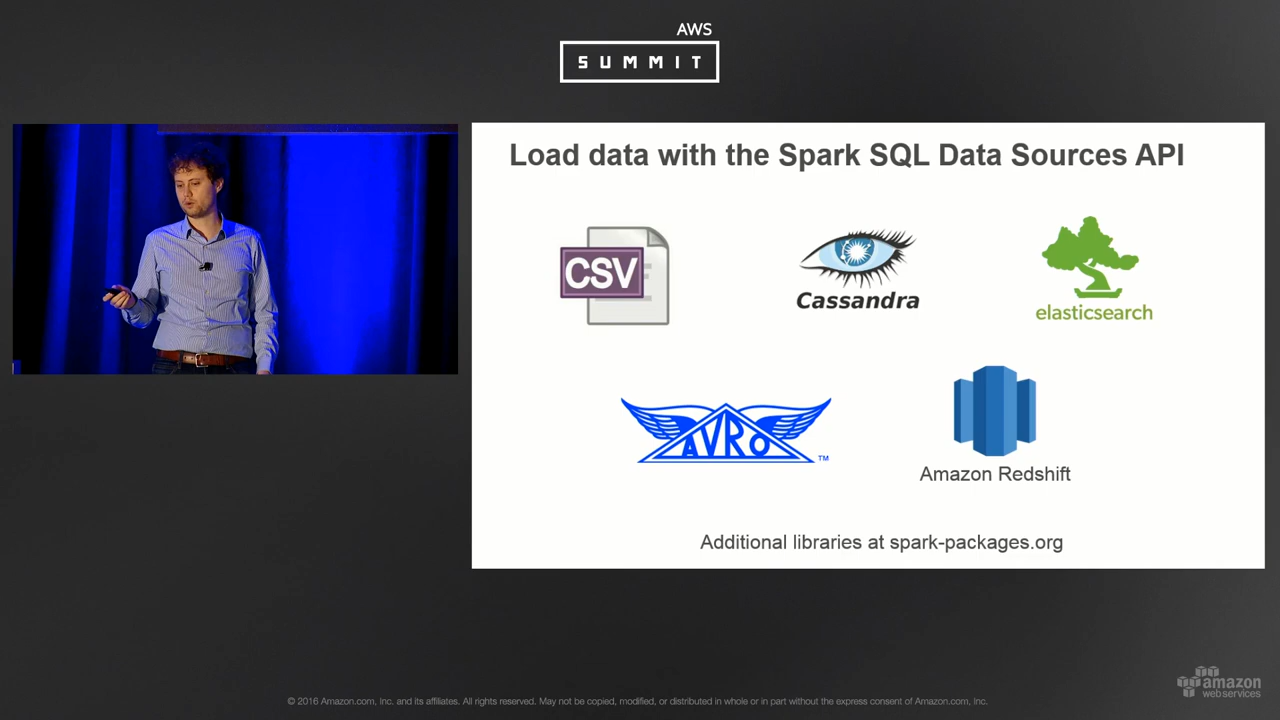 AWS
SUMMIT
Load data with the Spark SQL Data Sources API
CSV
Cassandra
elasticsearch
AVRO
TM
Amazon Redshift
Additional libraries at spark-packages.org
amazon
web services
© 2016 Amazon.com, Inc. and its affiliates. All rights reserved. May not be copied, modified, or distributed in whole or in part without the express consent of Amazon.com, Inc.